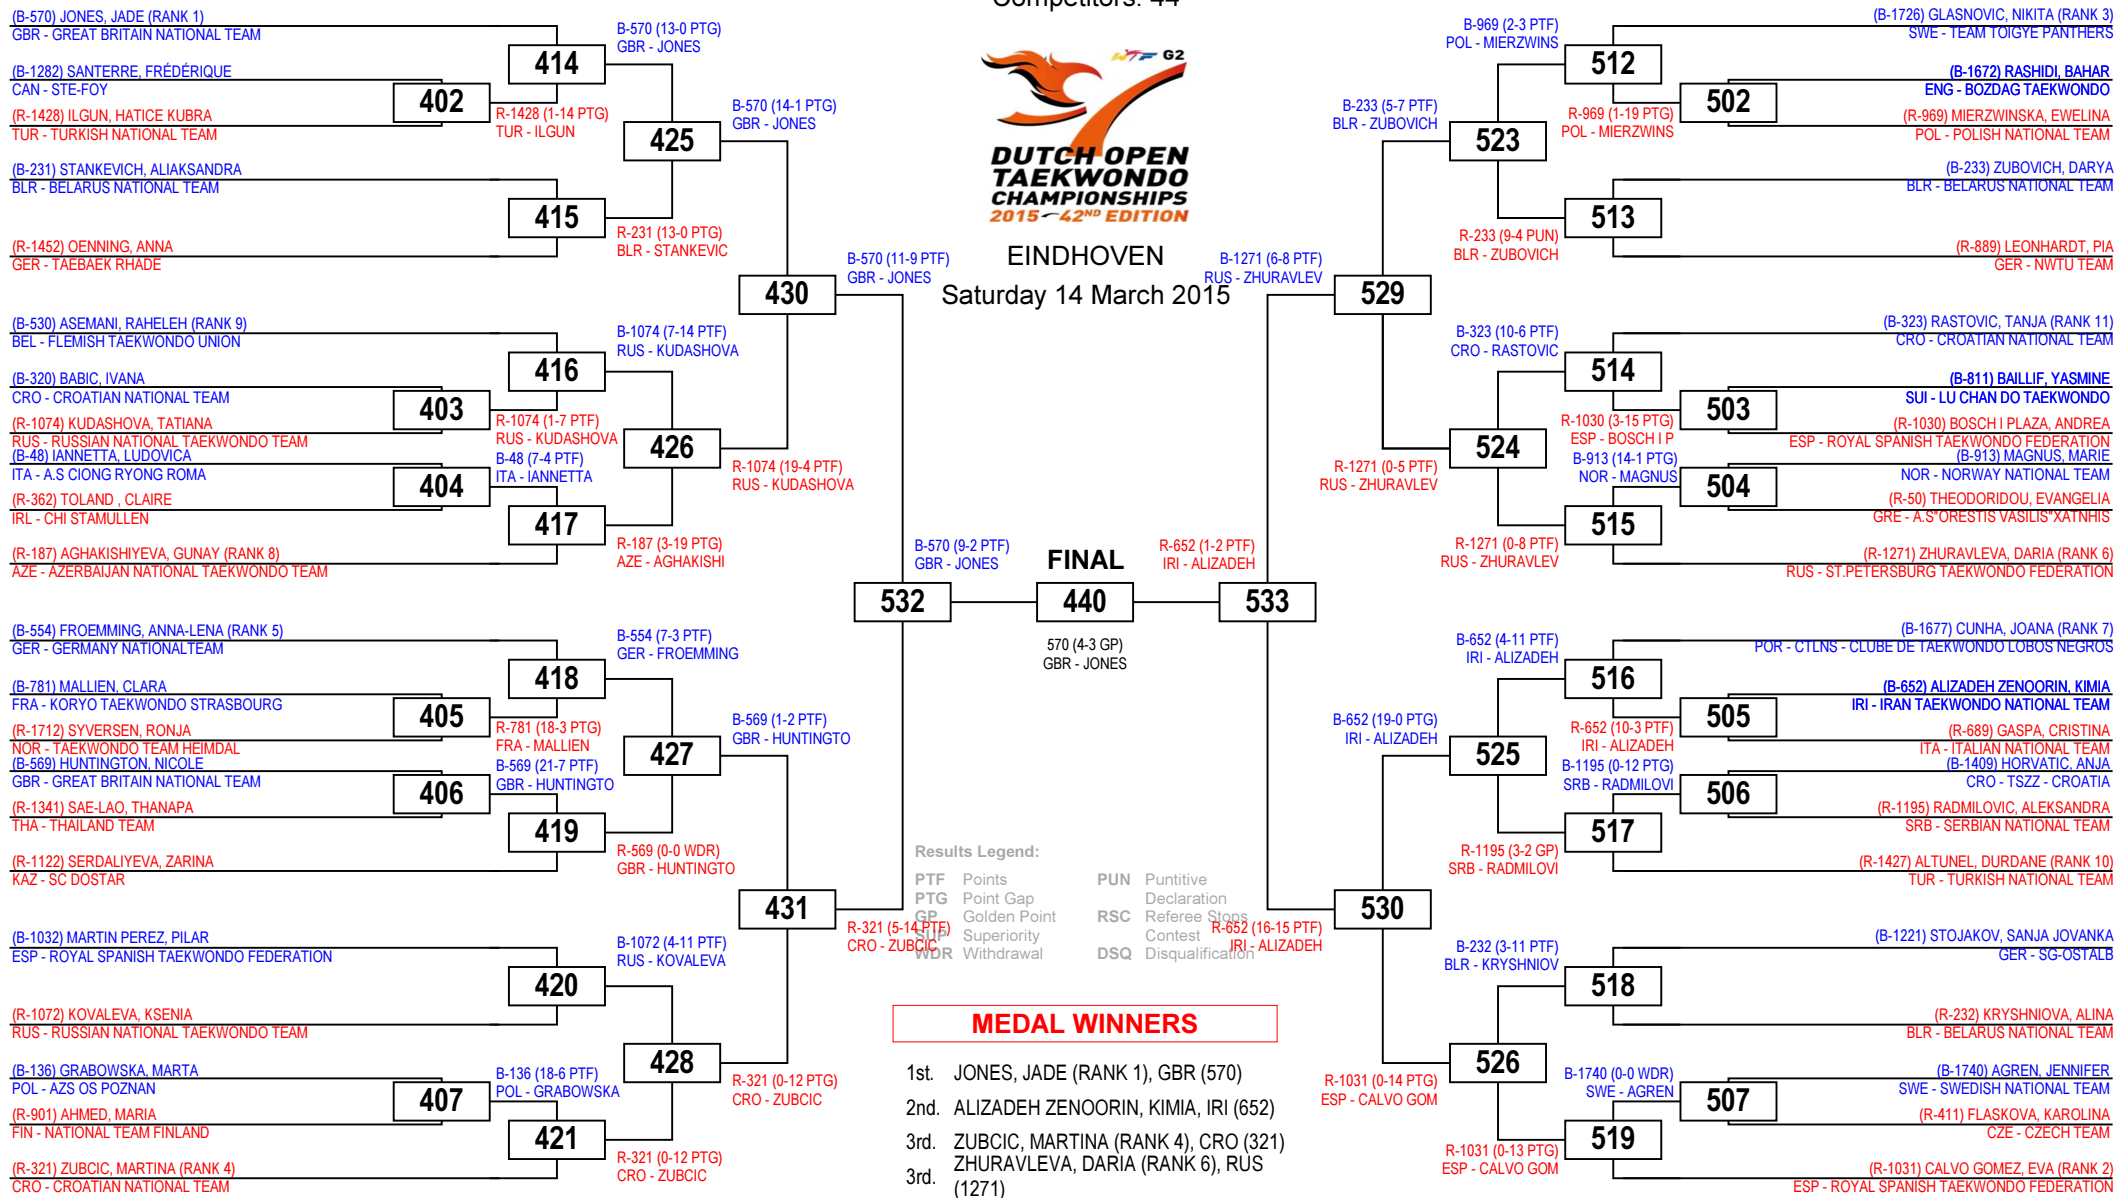 Competitors: 44
(B-570) JONES, JADE (RANK 1)
GBR - GREAT BRITAIN NATIONAL TEAM
(B-1282) SANTERRE, FRÉDÉRIQUE
CAN - STE-FOY
(R-1428) ILGUN, HATICE KUBRA
TUR - TURKISH NATIONAL TEAM
(B-231) STANKEVICH, ALIAKSANDRA
BLR - BELARUS NATIONAL TEAM
(R-1452) OENNING, ANNA
GER - TAEBAEK RHADE
(B-530) ASEMANI, RAHELEH (RANK 9)
BEL - FLEMISH TAEKWONDO UNION
(B-320) BABIC, IVANA
CRO - CROATIAN NATIONAL TEAM
(R-1074) KUDASHOVA, TATIANA
RUS - RUSSIAN NATIONAL TAEKWONDO TEAM
(B-48) IANNETTA, LUDOVICA
ITA - A.S CIONG RYONG ROMA
(R-362) TOLAND , CLAIRE
IRL - CHI STAMULLEN
(R-187) AGHAKISHIYEVA, GUNAY (RANK 8)
AZE - AZERBAIJAN NATIONAL TAEKWONDO TEAM
(B-554) FROEMMING, ANNA-LENA (RANK 5)
GER - GERMANY NATIONALTEAM
(B-781) MALLIEN, CLARA
FRA - KORYO TAEKWONDO STRASBOURG
(R-1712) SYVERSEN, RONJA
NOR - TAEKWONDO TEAM HEIMDAL
(B-569) HUNTINGTON, NICOLE
GBR - GREAT BRITAIN NATIONAL TEAM
(R-1341) SAE-LAO, THANAPA
THA - THAILAND TEAM
(R-1122) SERDALIYEVA, ZARINA
KAZ - SC DOSTAR
(B-1032) MARTIN PEREZ, PILAR
ESP - ROYAL SPANISH TAEKWONDO FEDERATION
(R-1072) KOVALEVA, KSENIA
RUS - RUSSIAN NATIONAL TAEKWONDO TEAM
(B-136) GRABOWSKA, MARTA
POL - AZS OS POZNAN
(R-901) AHMED, MARIA
FIN - NATIONAL TEAM FINLAND
(R-321) ZUBCIC, MARTINA (RANK 4)
CRO - CROATIAN NATIONAL TEAM
402
403
404
405
406
407
R-1428 (1-14 PTG)
TUR - ILGUN
R-1074 (1-7 PTF)
RUS - KUDASHOVA
B-48 (7-4 PTF)
ITA - IANNETTA
R-781 (18-3 PTG)
FRA - MALLIEN
B-569 (21-7 PTF)
GBR - HUNTINGTO
B-136 (18-6 PTF)
POL - GRABOWSKA
414
415
416
417
418
419
420
421
B-570 (13-0 PTG)
GBR - JONES
R-231 (13-0 PTG)
BLR - STANKEVIC
B-1074 (7-14 PTF)
RUS - KUDASHOVA
R-187 (3-19 PTG)
AZE - AGHAKISHI
B-554 (7-3 PTF)
GER - FROEMMING
R-569 (0-0 WDR)
GBR - HUNTINGTO
B-1072 (4-11 PTF)
RUS - KOVALEVA
R-321 (0-12 PTG)
CRO - ZUBCIC
425
426
427
428
B-570 (14-1 PTG)
GBR - JONES
R-1074 (19-4 PTF)
RUS - KUDASHOVA
B-569 (1-2 PTF)
GBR - HUNTINGTO
R-321 (0-12 PTG)
CRO - ZUBCIC
430
431
B-570 (11-9 PTF)
GBR - JONES
R-321 (5-14 PTF)
CRO - ZUBCIC
532
B-570 (9-2 PTF)
GBR - JONES
WTF G2
DUTCH OPEN
TAEKWONDO
CHAMPIONSHIPS
2015 - 42ND EDITION
EINDHOVEN
Saturday 14 March 2015
FINAL
440
570 (4-3 GP)
GBR - JONES
Results Legend:
PTF Points
PTG Point Gap
GP Golden Point
SUP Superiority
WDR Withdrawal
PUN Puntitive
Declaration
RSC Referee Stops
Contest
DSQ Disqualification
MEDAL WINNERS
1st. JONES, JADE (RANK 1), GBR (570)
2nd. ALIZADEH ZENOORIN, KIMIA, IRI (652)
3rd. ZUBCIC, MARTINA (RANK 4), CRO (321)
3rd. ZHURAVLEVA, DARIA (RANK 6), RUS
(1271)
R-652 (1-2 PTF)
IRI - ALIZADEH
533
B-1271 (6-8 PTF)
RUS - ZHURAVLEV
R-652 (16-15 PTF)
IRI - ALIZADEH
529
530
B-233 (5-7 PTF)
BLR - ZUBOVICH
R-1271 (0-5 PTF)
RUS - ZHURAVLEV
B-652 (19-0 PTG)
IRI - ALIZADEH
R-1031 (0-14 PTG)
ESP - CALVO GOM
523
524
525
526
B-969 (2-3 PTF)
POL - MIERZWINS
R-233 (9-4 PUN)
BLR - ZUBOVICH
B-323 (10-6 PTF)
CRO - RASTOVIC
R-1271 (0-8 PTF)
RUS - ZHURAVLEV
B-652 (4-11 PTF)
IRI - ALIZADEH
R-1195 (3-2 GP)
SRB - RADMILOVI
B-232 (3-11 PTF)
BLR - KRYSHNIOV
R-1031 (0-13 PTG)
ESP - CALVO GOM
512
513
514
515
516
517
518
519
R-969 (1-19 PTG)
POL - MIERZWINS
R-1030 (3-15 PTG)
ESP - BOSCH I P
B-913 (14-1 PTG)
NOR - MAGNUS
R-652 (10-3 PTF)
IRI - ALIZADEH
B-1195 (0-12 PTG)
SRB - RADMILOVI
B-1740 (0-0 WDR)
SWE - AGREN
502
503
504
505
506
507
(B-1726) GLASNOVIC, NIKITA (RANK 3)
SWE - TEAM TOIGYE PANTHERS
(B-1672) RASHIDI, BAHAR
ENG - BOZDAG TAEKWONDO
(R-969) MIERZWINSKA, EWELINA
POL - POLISH NATIONAL TEAM
(B-233) ZUBOVICH, DARYA
BLR - BELARUS NATIONAL TEAM
(R-889) LEONHARDT, PIA
GER - NWTU TEAM
(B-323) RASTOVIC, TANJA (RANK 11)
CRO - CROATIAN NATIONAL TEAM
(B-811) BAILLIF, YASMINE
SUI - LU CHAN DO TAEKWONDO
(R-1030) BOSCH I PLAZA, ANDREA
ESP - ROYAL SPANISH TAEKWONDO FEDERATION
(B-913) MAGNUS, MARIE
NOR - NORWAY NATIONAL TEAM
(R-50) THEODORIDOU, EVANGELIA
GRE - A.S"ORESTIS VASILIS"XATNHIS
(R-1271) ZHURAVLEVA, DARIA (RANK 6)
RUS - ST.PETERSBURG TAEKWONDO FEDERATION
(B-1677) CUNHA, JOANA (RANK 7)
POR - CTLNS - CLUBE DE TAEKWONDO LOBOS NEGROS
(B-652) ALIZADEH ZENOORIN, KIMIA
IRI - IRAN TAEKWONDO NATIONAL TEAM
(R-689) GASPA, CRISTINA
ITA - ITALIAN NATIONAL TEAM
(B-1409) HORVATIC, ANJA
CRO - TSZZ - CROATIA
(R-1195) RADMILOVIC, ALEKSANDRA
SRB - SERBIAN NATIONAL TEAM
(R-1427) ALTUNEL, DURDANE (RANK 10)
TUR - TURKISH NATIONAL TEAM
(B-1221) STOJAKOV, SANJA JOVANKA
GER - SG-OSTALB
(R-232) KRYSHNIOVA, ALINA
BLR - BELARUS NATIONAL TEAM
(B-1740) AGREN, JENNIFER
SWE - SWEDISH NATIONAL TEAM
(R-411) FLASKOVA, KAROLINA
CZE - CZECH TEAM
(R-1031) CALVO GOMEZ, EVA (RANK 2)
ESP - ROYAL SPANISH TAEKWONDO FEDERATION